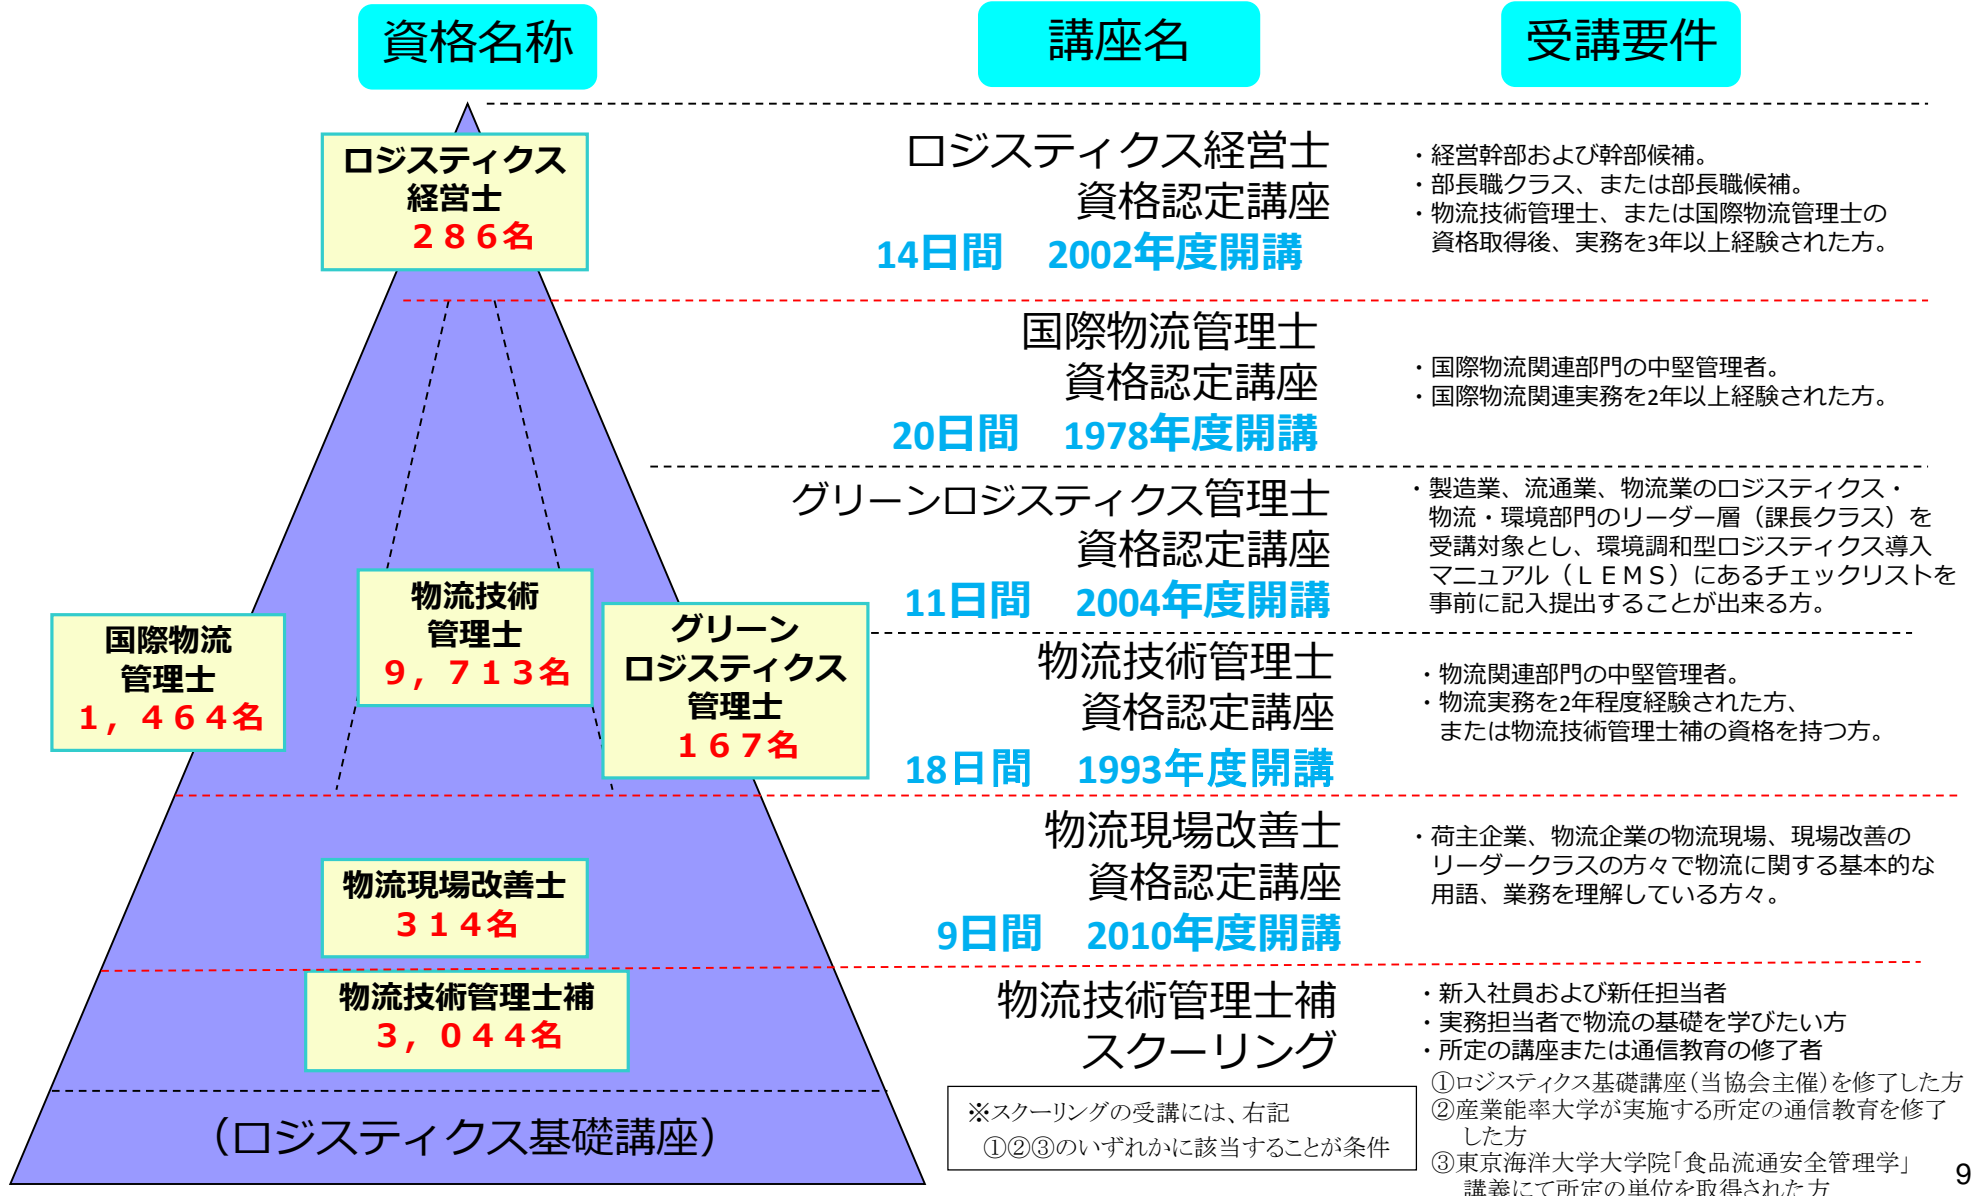 資格名称
講座名
受講要件
ロジスティクス
経営士
２８６名
ロジスティクス経営士
資格認定講座
14日間　2002年度開講
・経営幹部および幹部候補。
・部長職クラス、または部長職候補。
・物流技術管理士、または国際物流管理士の
資格取得後、実務を3年以上経験された方。
国際物流管理士
資格認定講座
20日間　1978年度開講
・国際物流関連部門の中堅管理者。
・国際物流関連実務を2年以上経験された方。
グリーンロジスティクス管理士
資格認定講座
11日間　2004年度開講
・製造業、流通業、物流業のロジスティクス・
物流・環境部門のリーダー層（課長クラス）を
受講対象とし、環境調和型ロジスティクス導入
マニュアル（ＬＥＭＳ）にあるチェックリストを
事前に記入提出することが出来る方。
国際物流
管理士
１，４６４名
物流技術
管理士
９，７１３名
グリーン
ロジスティクス
管理士
１６７名
物流技術管理士
資格認定講座
18日間　1993年度開講
・物流関連部門の中堅管理者。
・物流実務を2年程度経験された方、
または物流技術管理士補の資格を持つ方。
物流現場改善士
３１４名
物流現場改善士
資格認定講座
9日間　2010年度開講
・荷主企業、物流企業の物流現場、現場改善の
リーダークラスの方々で物流に関する基本的な
用語、業務を理解している方々。
物流技術管理士補
３，０４４名
物流技術管理士補
スクーリング
・新入社員および新任担当者
・実務担当者で物流の基礎を学びたい方
・所定の講座または通信教育の修了者
①ロジスティクス基礎講座（当協会主催）を修了した方
②産業能率大学が実施する所定の通信教育を修了
した方
③東京海洋大学大学院「食品流通安全管理学」
講義にて所定の単位を取得された方
※スクーリングの受講には、右記
①②③のいずれかに該当することが条件
（ロジスティクス基礎講座）
9